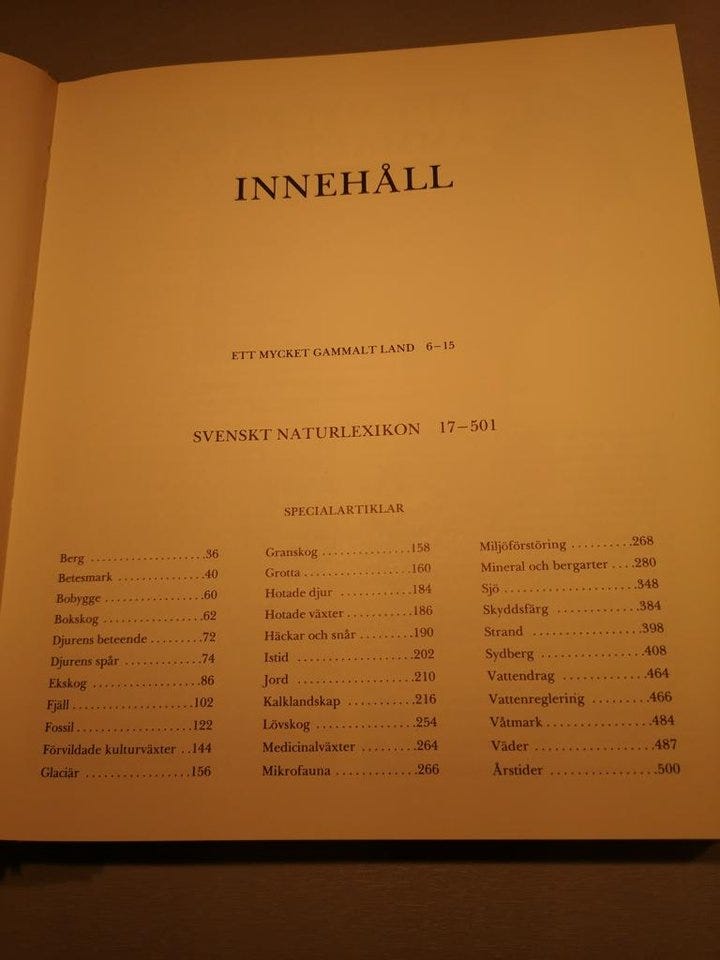 INNEHÅLL
ETT MYCKET GAMMALT LAND 6–15
SVENSKT NATURLEXIKON 17–501
SPECIALARTIKLAR
Berg ...................36
Betesmark ..............40
Bobygge ................60
Bokskog ................62
Djurens beteende ........72
Djurens spår ............74
Ekskog .................86
Fjäll ...................102
Fossil ..................122
Förvildade kulturväxter ..144
Glaciär .................156
Granskog ..............158
Grotta .................160
Hotade djur ............184
Hotade växter ..........186
Häckar och snår .........190
Istid ..................202
Jord ...................210
Kalklandskap ..........216
Lövskog ...............254
Medicinalväxter ........264
Mikrofauna ............266
Miljöförstöring ..........268
Mineral och bergarter ....280
Sjö ....................348
Skyddsfärg ............384
Strand ................398
Sydberg ...............408
Vattendrag ............464
Vattenreglering ........466
Våtmark ...............484
Väder .................487
Årstider ...............500